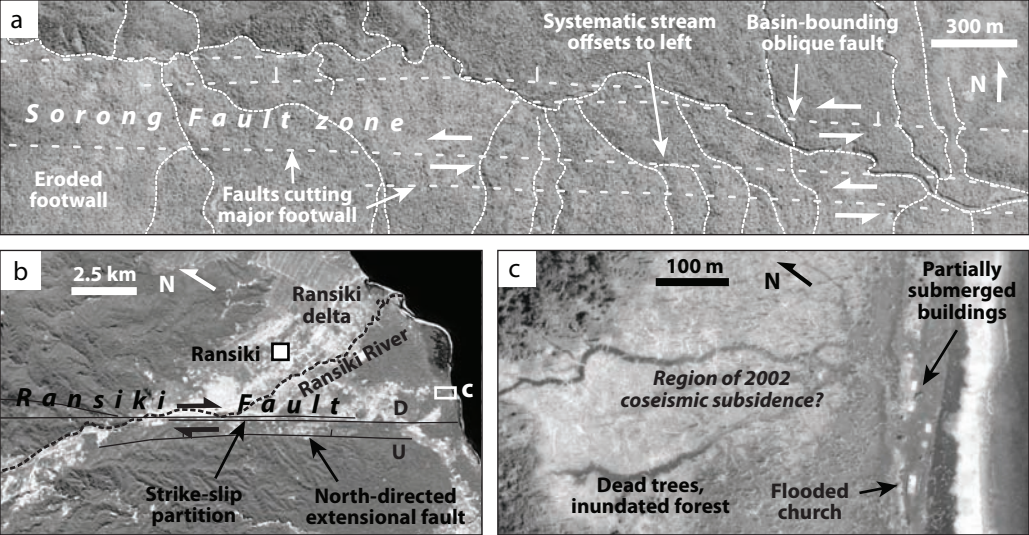 a
Systematic stream
offsets to left
Basin-bounding
oblique fault
300 m
N
Sorong Fault zone
Eroded
footwall
Faults cutting
major footwall
b
2.5 km
N
Ransiki
delta
Ransiki
Ransiki River
C
Ransiki Fault
D
U
Strike-slip
partition
North-directed
extensional fault
c
100 m
N
Partially
submerged
buildings
Region of 2002
coseismic subsidence?
Dead trees,
inundated forest
Flooded
church